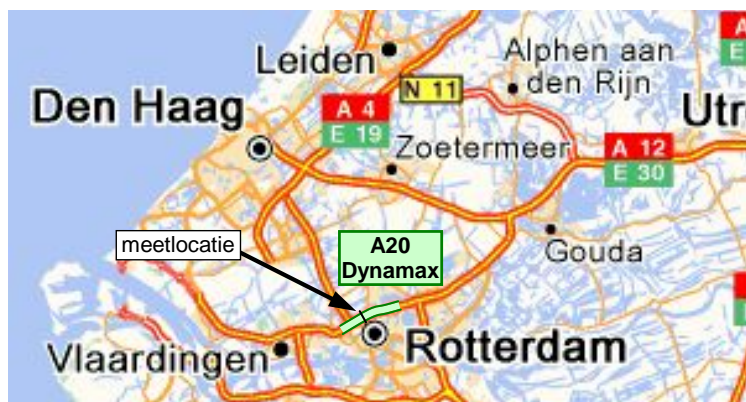 Leiden
Alphen aan
den Rijn
N 11
Den Haag
A 4
E 19
Utr
Zoetermeer
A 12
E 30
meetlocatie
A20
Dynamax
Gouda
Vlaardingen
Rotterdam